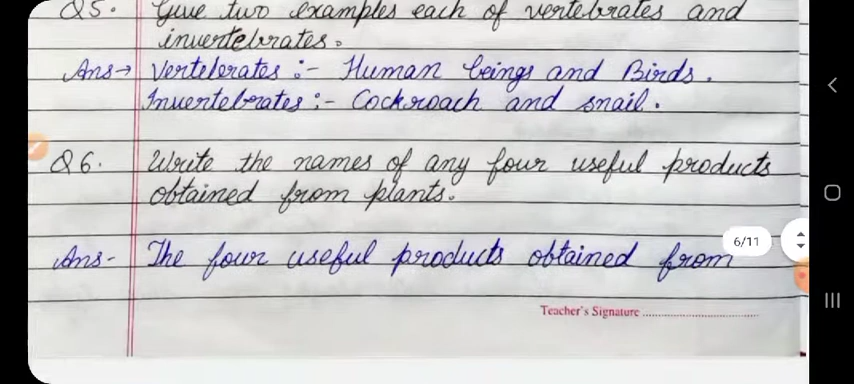 Q5. Give two examples each of vertebrates and
invertebrates.
Ans→ Vertebrates :- Human beings and Birds.
Invertebrates :- Cockroach and snail.
Q6. Write the names of any four useful products
obtained from plants.
6/11
Ans- The four useful products obtained from
Teacher's Signature